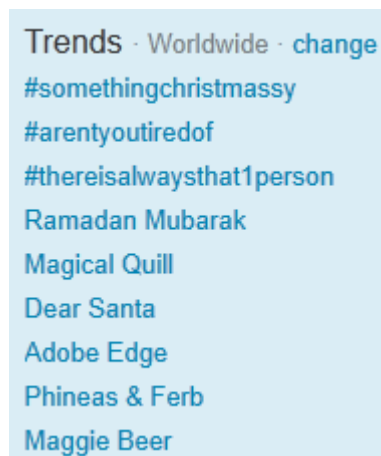 Trends · Worldwide · change
#somethingchristmassy
#arentyoutiredof
#thereisalwaysthat1person
Ramadan Mubarak
Magical Quill
Dear Santa
Adobe Edge
Phineas & Ferb
Maggie Beer